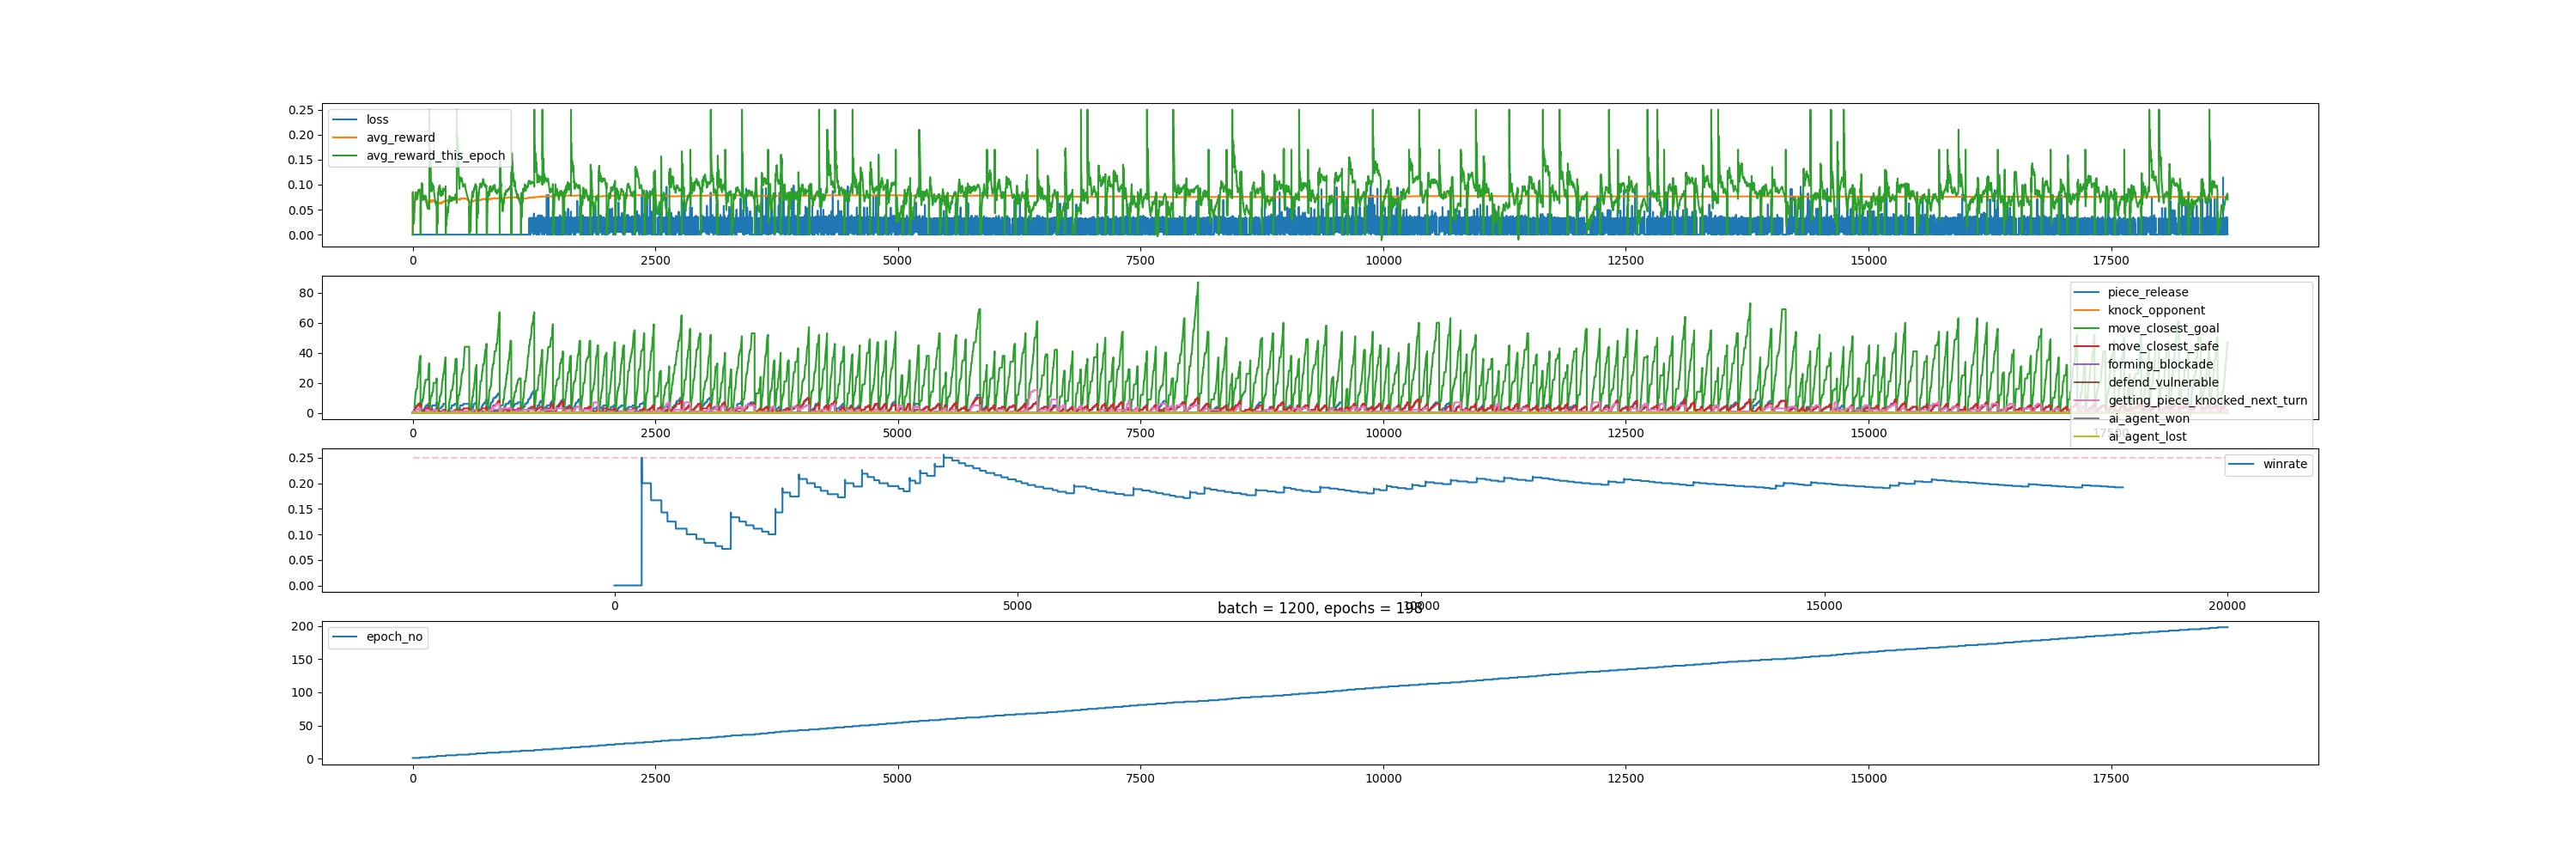 0.25
0.20
0.15
0.10
0.05
0.00
loss
avg_reward
avg_reward_this_epoch
0 2500 5000 7500 10000 12500 15000 17500
80
60
40
20
0
piece_release
knock_opponent
move_closest_goal
move_closest_safe
forming_blockade
defend_vulnerable
getting_piece_knocked_next_turn
ai_agent_won
ai_agent_lost
0 2500 5000 7500 10000 12500 15000 17500
0.25
0.20
0.15
0.10
0.05
0.00
winrate
0 5000 10000 15000 20000
batch = 1200, epochs = 198
200
150
100
50
0
epoch_no
0 2500 5000 7500 10000 12500 15000 17500